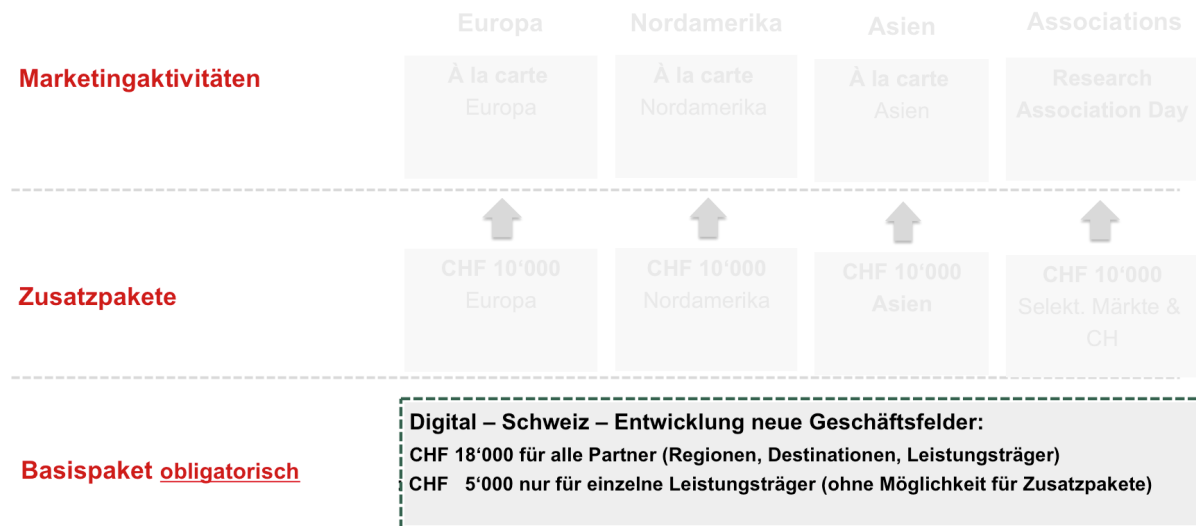 Europa Nordamerika Asien Associations
Marketingaktivitäten
À la carte
Europa
À la carte
Nordamerika
À la carte
Asien
Research
Association Day
Zusatzpakete
CHF 10‘000
Europa
CHF 10‘000
Nordamerika
CHF 10‘000
Asien
CHF 10‘000
Selekt. Märkte &
CH
Basispaket obligatorisch
Digital – Schweiz – Entwicklung neue Geschäftsfelder:
CHF 18‘000 für alle Partner (Regionen, Destinationen, Leistungsträger)
CHF 5‘000 nur für einzelne Leistungsträger (ohne Möglichkeit für Zusatzpakete)